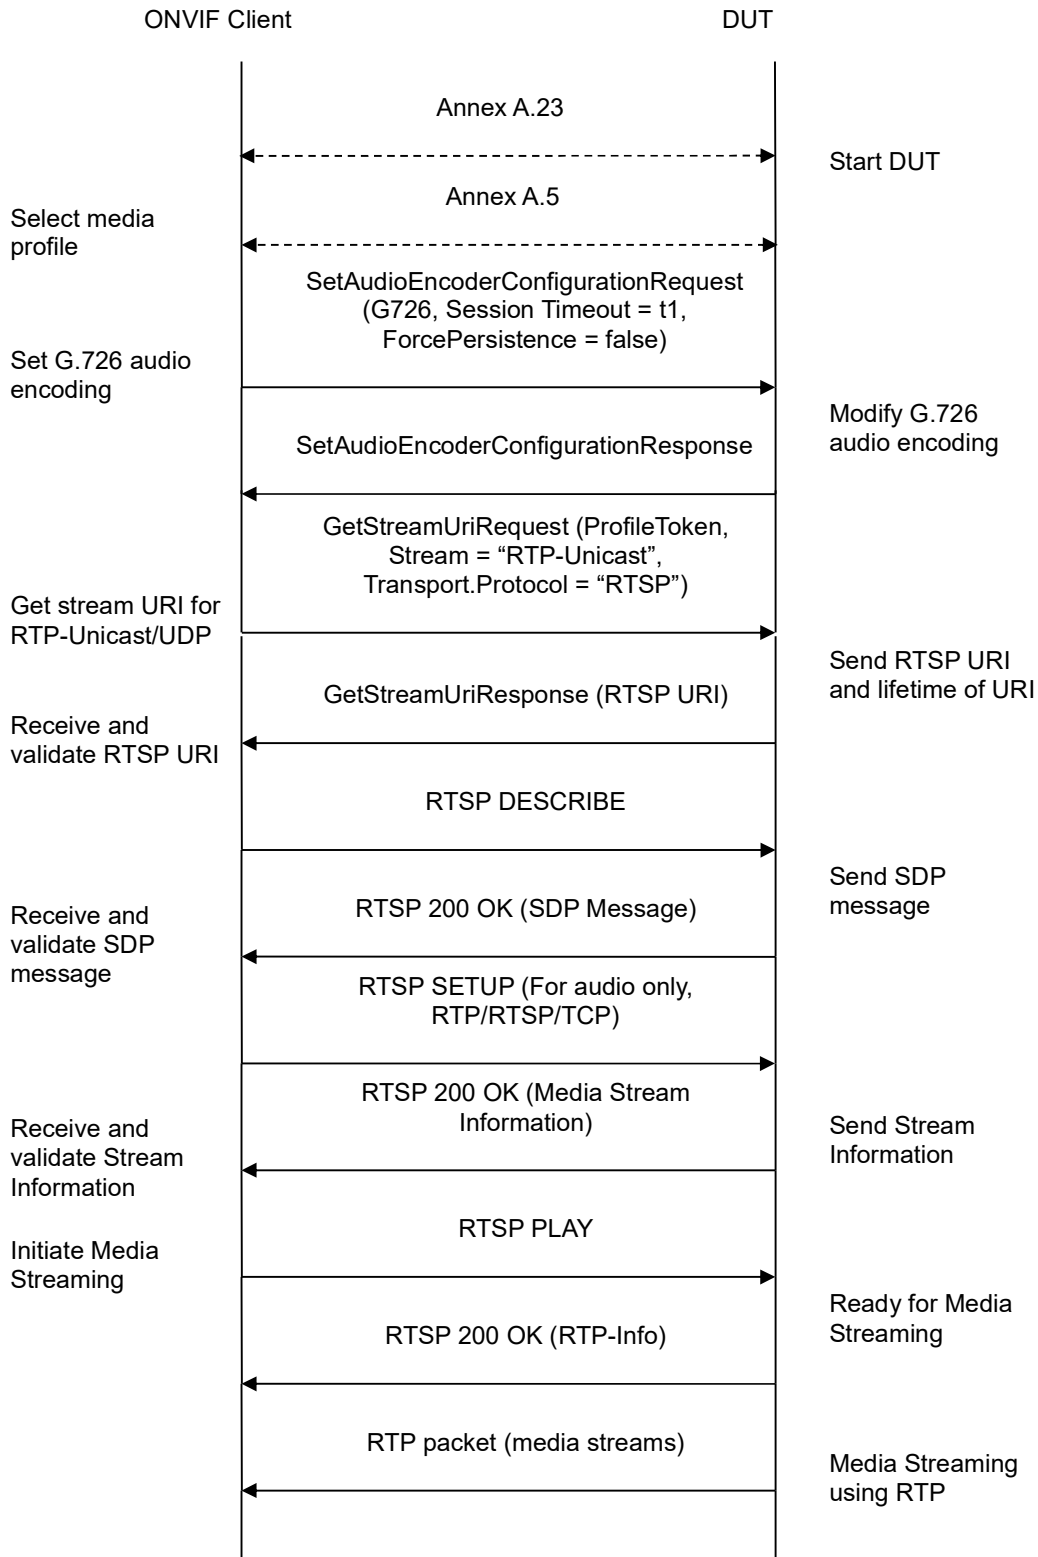 ONVIF Client
DUT
Annex A.23
Start DUT
Annex A.5
Select media
profile
SetAudioEncoderConfigurationRequest
(G726, Session Timeout = t1,
ForcePersistence = false)
Set G.726 audio
encoding
Modify G.726
audio encoding
SetAudioEncoderConfigurationResponse
GetStreamUriRequest (ProfileToken,
Stream = “RTP-Unicast”,
Transport.Protocol = “RTSP”)
Get stream URI for
RTP-Unicast/UDP
Send RTSP URI
and lifetime of URI
GetStreamUriResponse (RTSP URI)
Receive and
validate RTSP URI
RTSP DESCRIBE
Send SDP
message
RTSP 200 OK (SDP Message)
Receive and
validate SDP
message
RTSP SETUP (For audio only,
RTP/RTSP/TCP)
RTSP 200 OK (Media Stream
Information)
Send Stream
Information
Receive and
validate Stream
Information
RTSP PLAY
Initiate Media
Streaming
Ready for Media
Streaming
RTSP 200 OK (RTP-Info)
RTP packet (media streams)
Media Streaming
using RTP